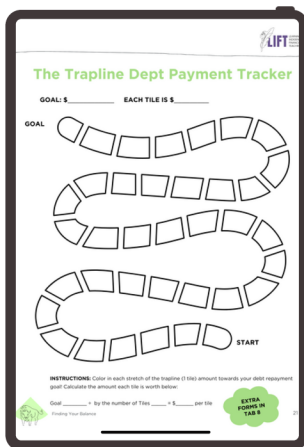 LIFT
The Trapline Dept Payment Tracker
GOAL: $__________ EACH TILE IS $________
GOAL
START
INSTRUCTIONS: Color in each stretch of the trapline (1 tile) amount towards your debt repayment
goal! Calculate the amount each tile is worth below:
Goal _______ ÷ by the number of Tiles _____ = $______ per tile
EXTRA
FORMS IN
TAB 8
Finding Your Balance